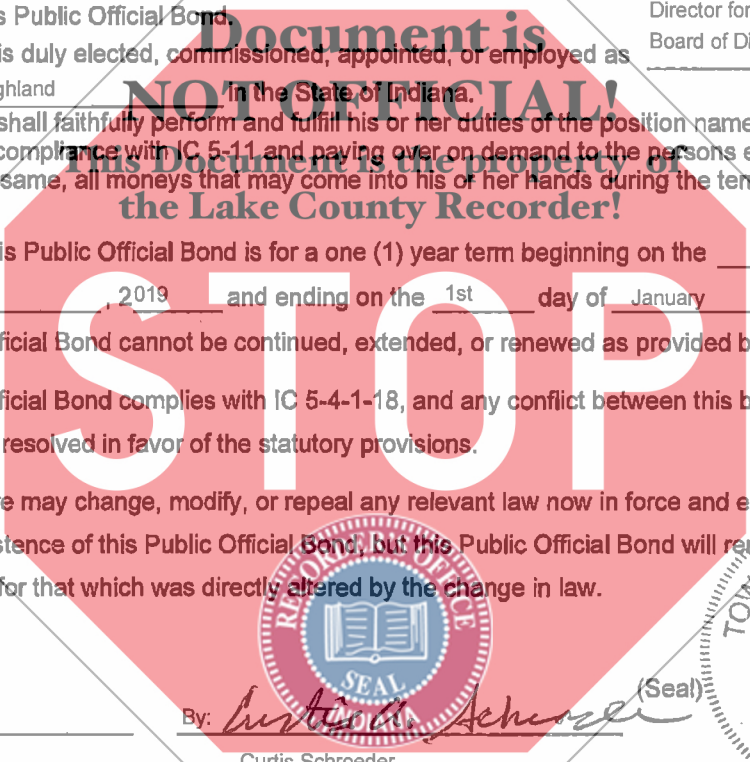 s Public Official Bond.
Director for
is duly elected, commissioned, appointed, or employed as
Board of Di
ghland in the State of Indiana.
shall faithfully perform and fulfill his or her duties of the position name
compliance with IC 5-11 and paying over on demand to the persons e
same, all moneys that may come into his or her hands during the ter
is Public Official Bond is for a one (1) year term beginning on the
, 2019 and ending on the 1st day of January
ficial Bond cannot be continued, extended, or renewed as provided b
ficial Bond complies with IC 5-4-1-18, and any conflict between this b
resolved in favor of the statutory provisions.
e may change, modify, or repeal any relevant law now in force and e
stence of this Public Official Bond, but this Public Official Bond will re
for that which was directly altered by the change in law.
By: Curtis A. Schroeder (Seal)
Curtis Schroeder
Document is
NOT OFFICIAL!
This Document is the property of
the Lake County Recorder!
STOP
RECORDER'S OFFICE
SEAL
INDIANA